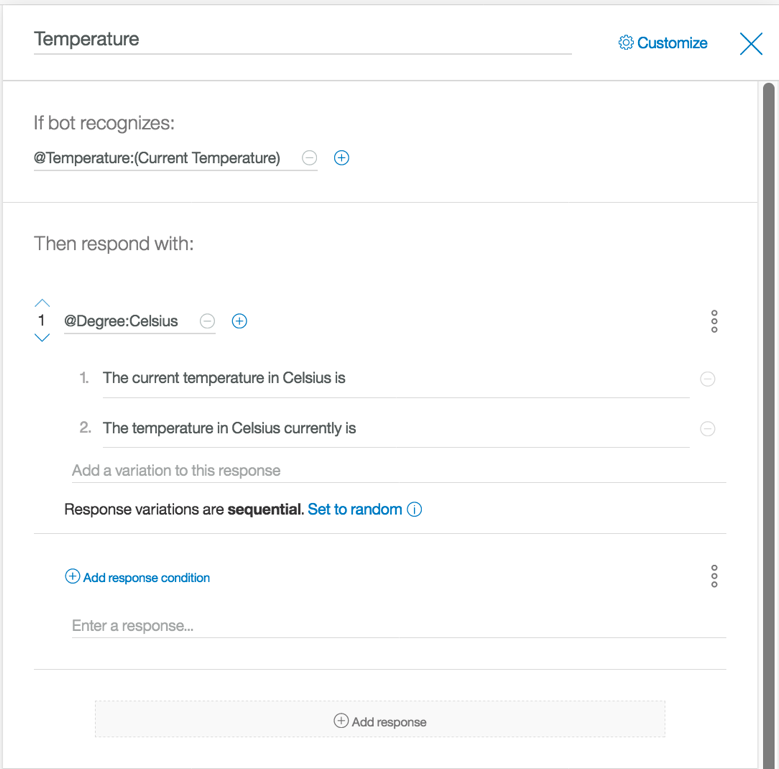 Temperature
Customize
If bot recognizes:
@Temperature:(Current Temperature)
Then respond with:
1 @Degree:Celsius
1. The current temperature in Celsius is
2. The temperature in Celsius currently is
Add a variation to this response
Response variations are sequential. Set to random
Add response condition
Enter a response...
Add response